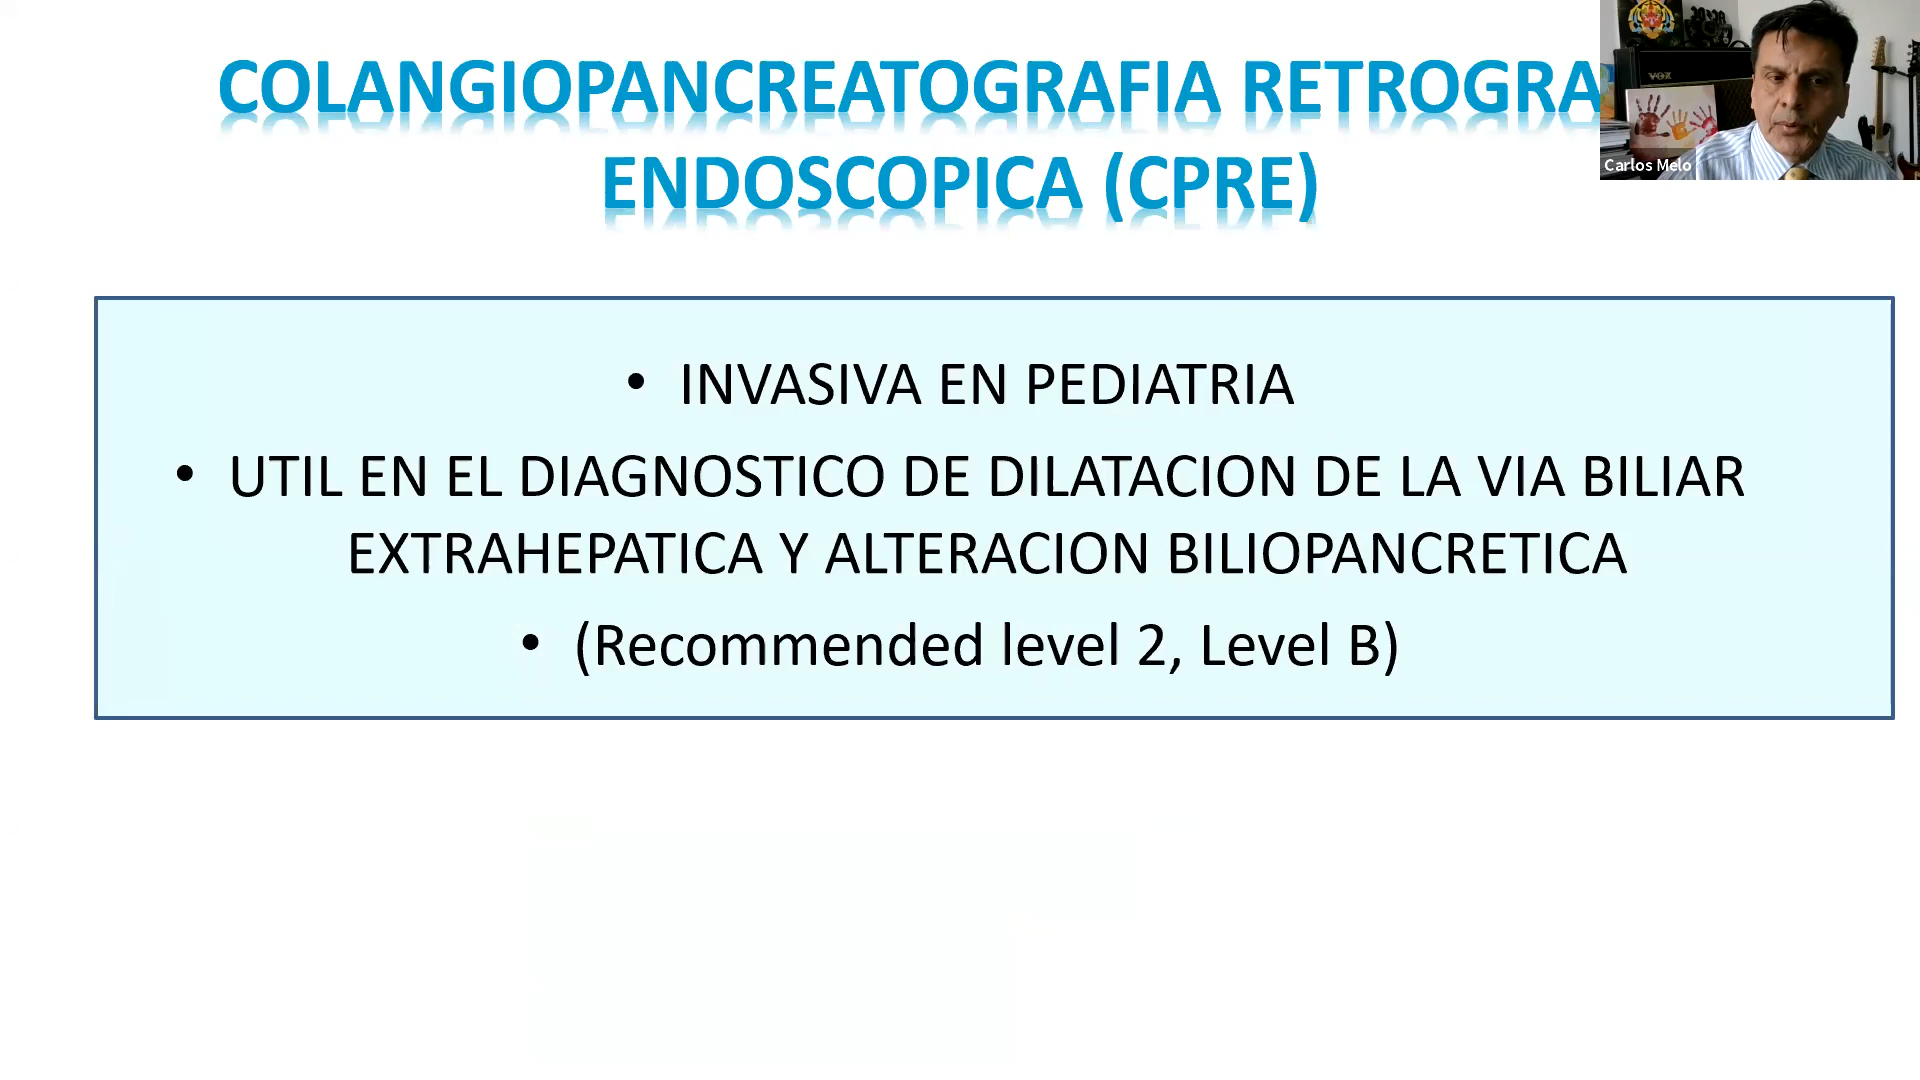 COLANGIOPANCREATOGRAFIA RETROGRA
ENDOSCOPICA (CPRE)
VOX
Carlos Melo
• INVASIVA EN PEDIATRIA
• UTIL EN EL DIAGNOSTICO DE DILATACION DE LA VIA BILIAR
EXTRAHEPATICA Y ALTERACION BILIOPANCRETICA
• (Recommended level 2, Level B)